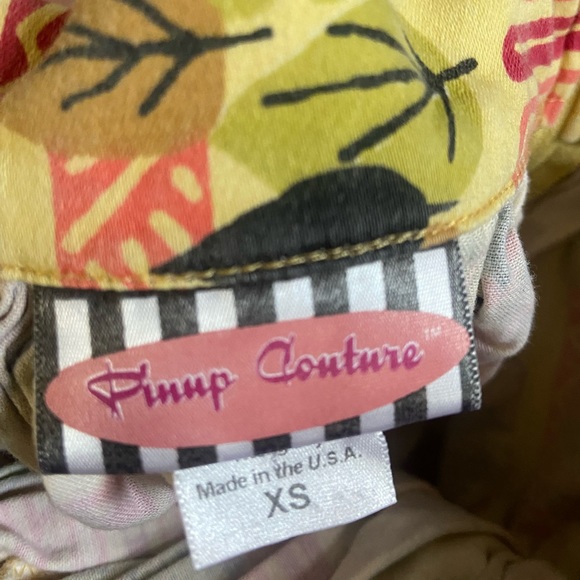 Pinup Couture™
Made in the U.S.A.
XS